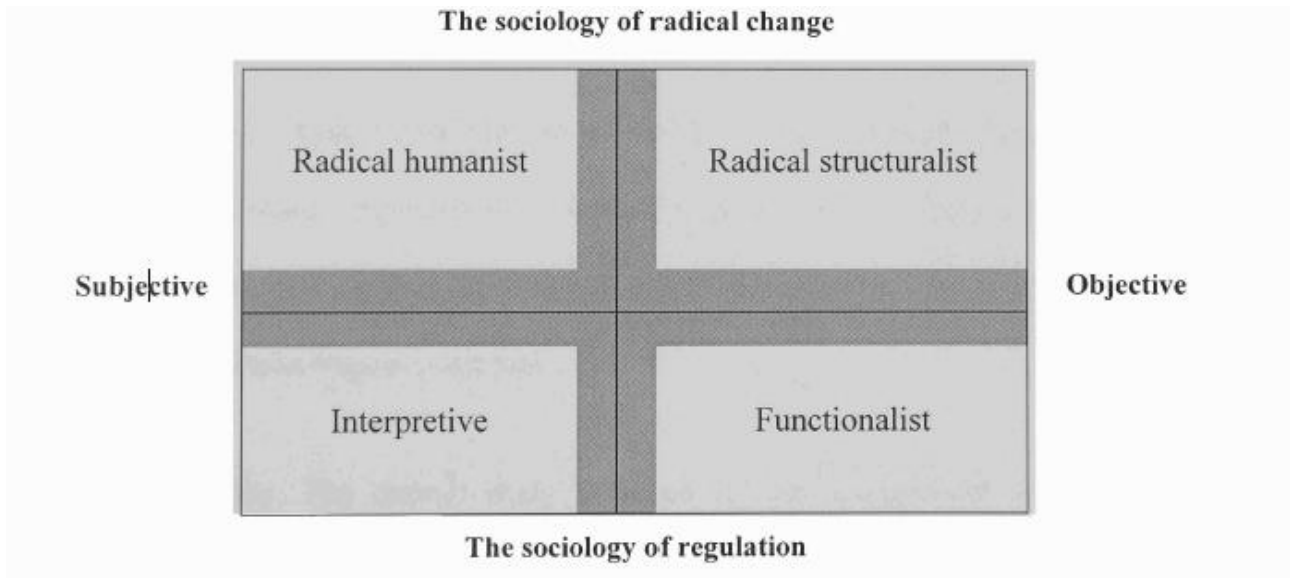 The sociology of radical change
Radical humanist
Radical structuralist
Subjective
Objective
Interpretive
Functionalist
The sociology of regulation